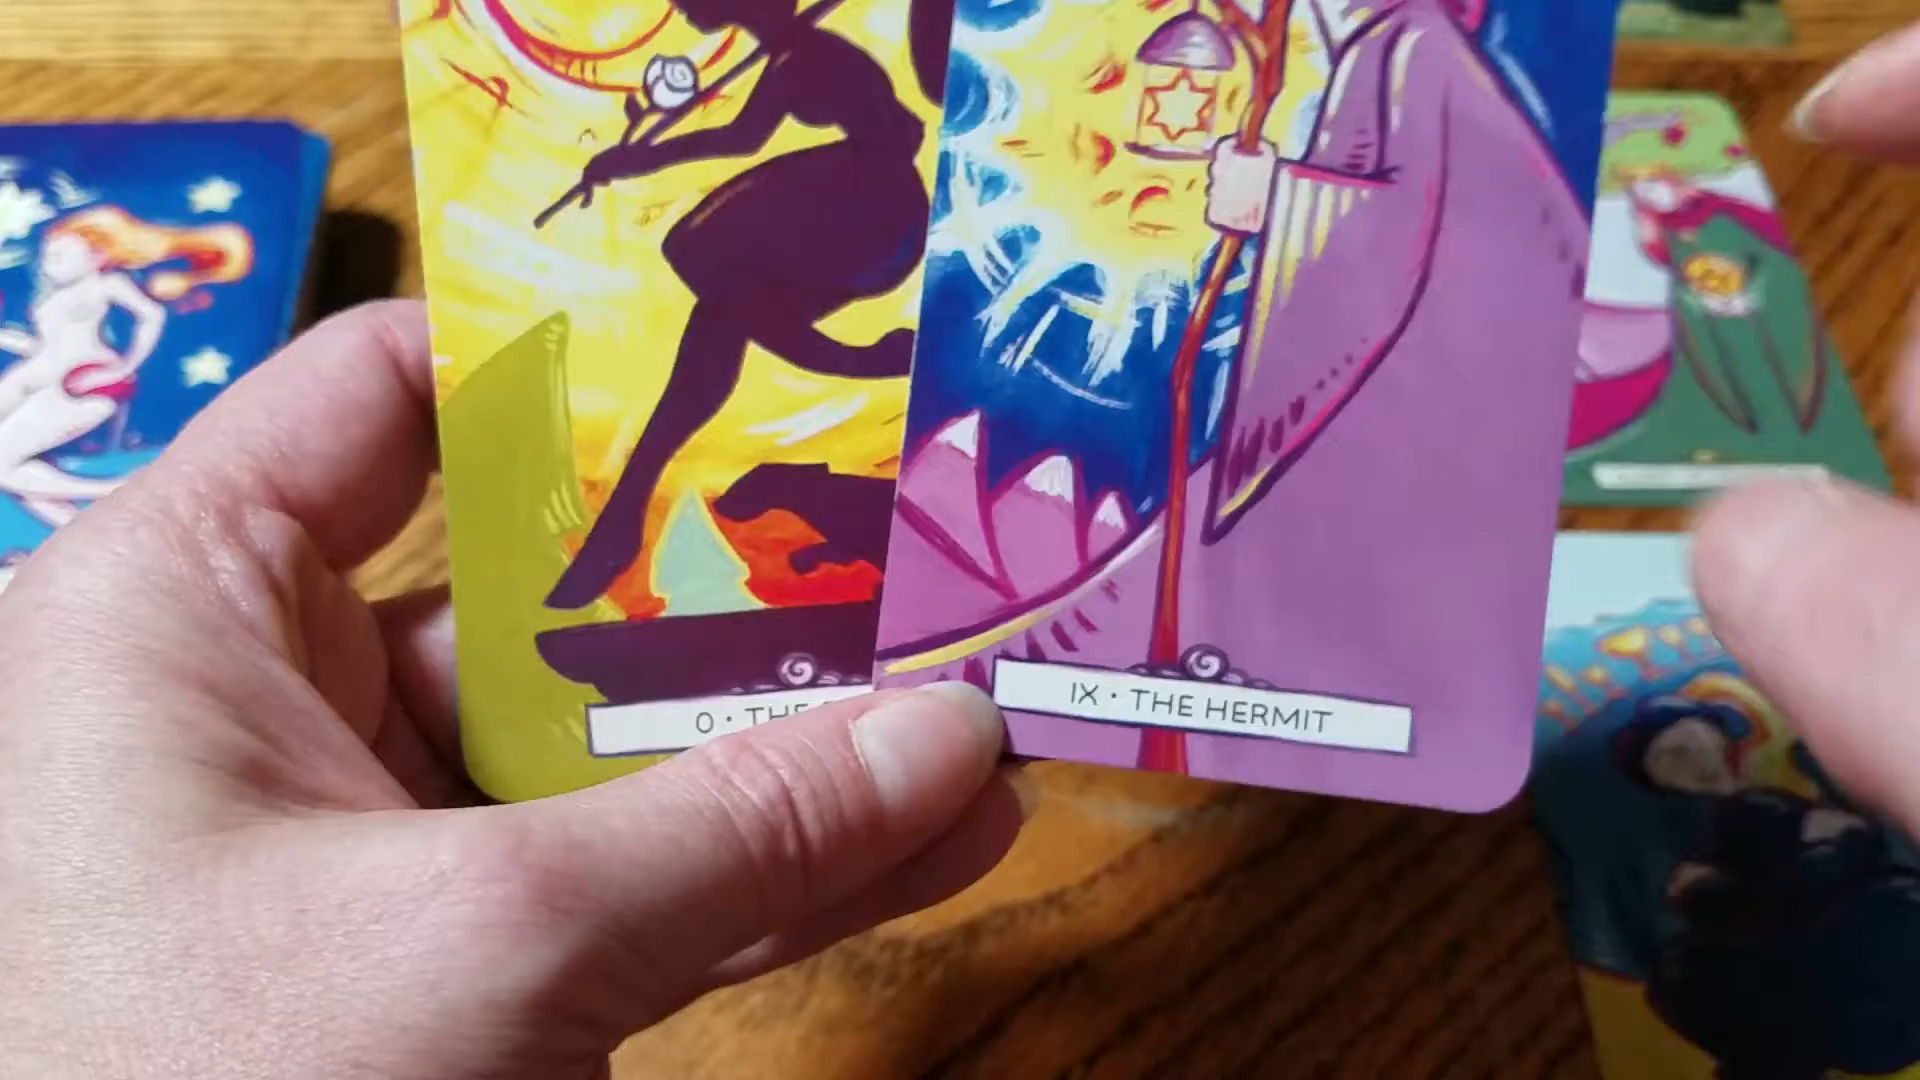 0 · THE
IX · THE HERMIT